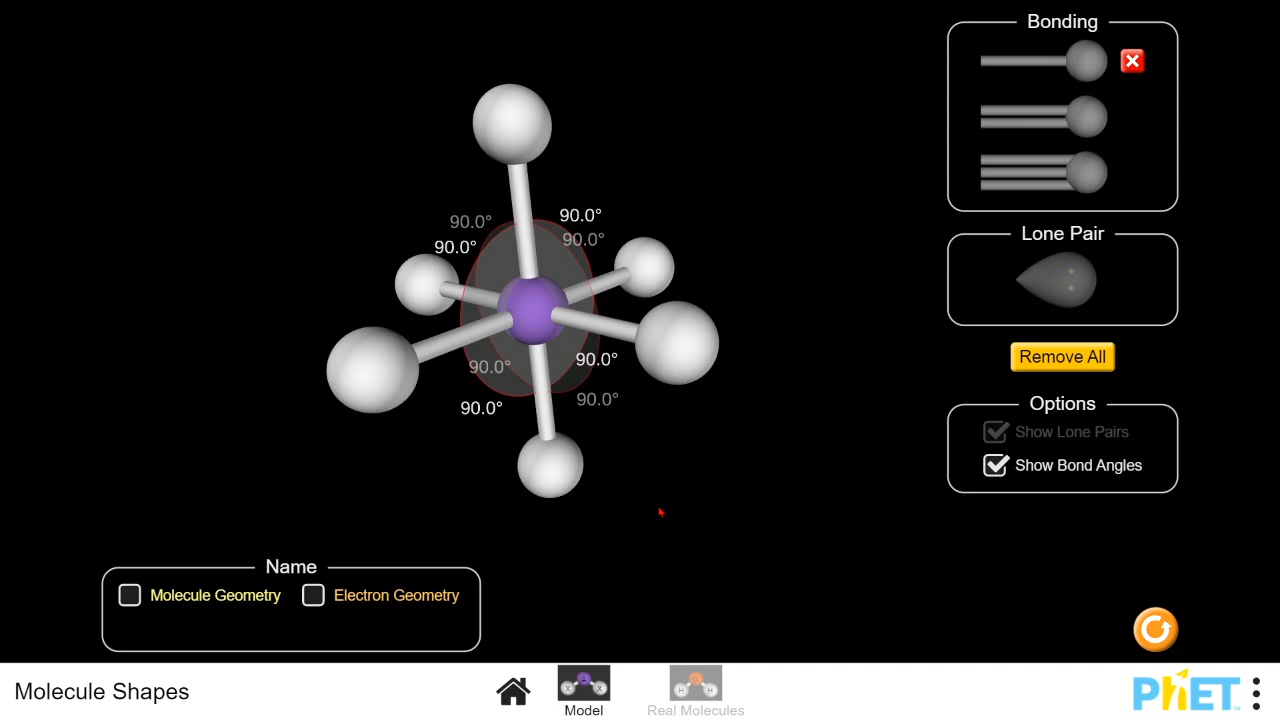 Bonding
90.0°
90.0°
90.0°
90.0°
90.0°
90.0°
90.0°
90.0°
Lone Pair
Remove All
Options
Show Lone Pairs
Show Bond Angles
Name
Molecule Geometry
Electron Geometry
Molecule Shapes
X A X
Model
H O H
Real Molecules
PhET